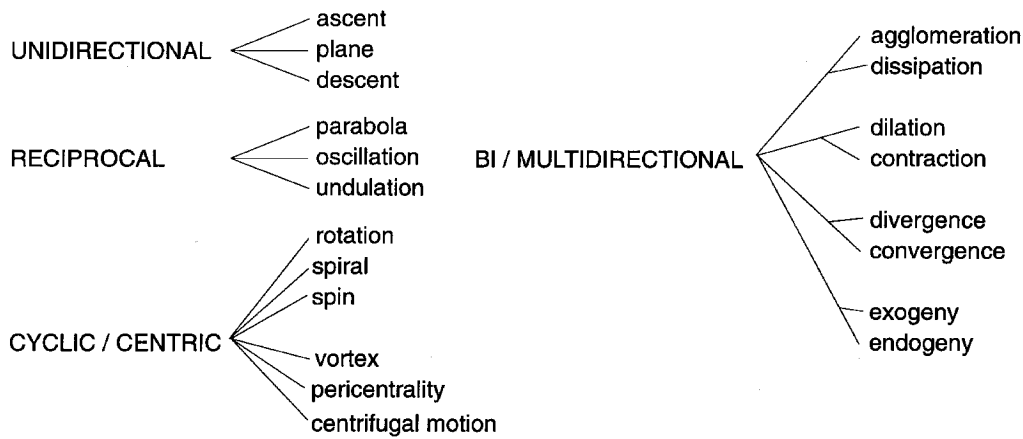 UNIDIRECTIONAL
ascent
plane
descent
RECIPROCAL
parabola
oscillation
undulation
CYCLIC / CENTRIC
rotation
spiral
spin
vortex
pericentrality
centrifugal motion
BI / MULTIDIRECTIONAL
agglomeration
dissipation
dilation
contraction
divergence
convergence
exogeny
endogeny